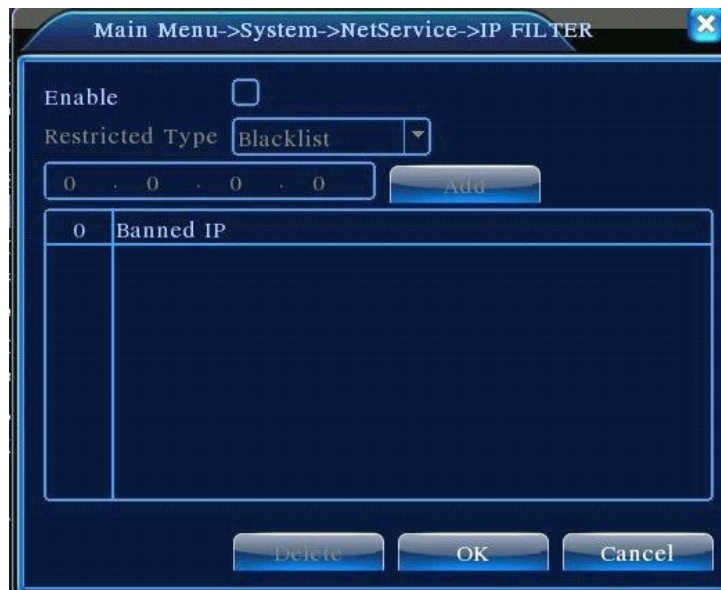 Main Menu->System->NetService->IP FILTER
Enable
Restricted Type Blacklist
0 . 0 . 0 . 0 Add
0 Banned IP
Delete OK Cancel